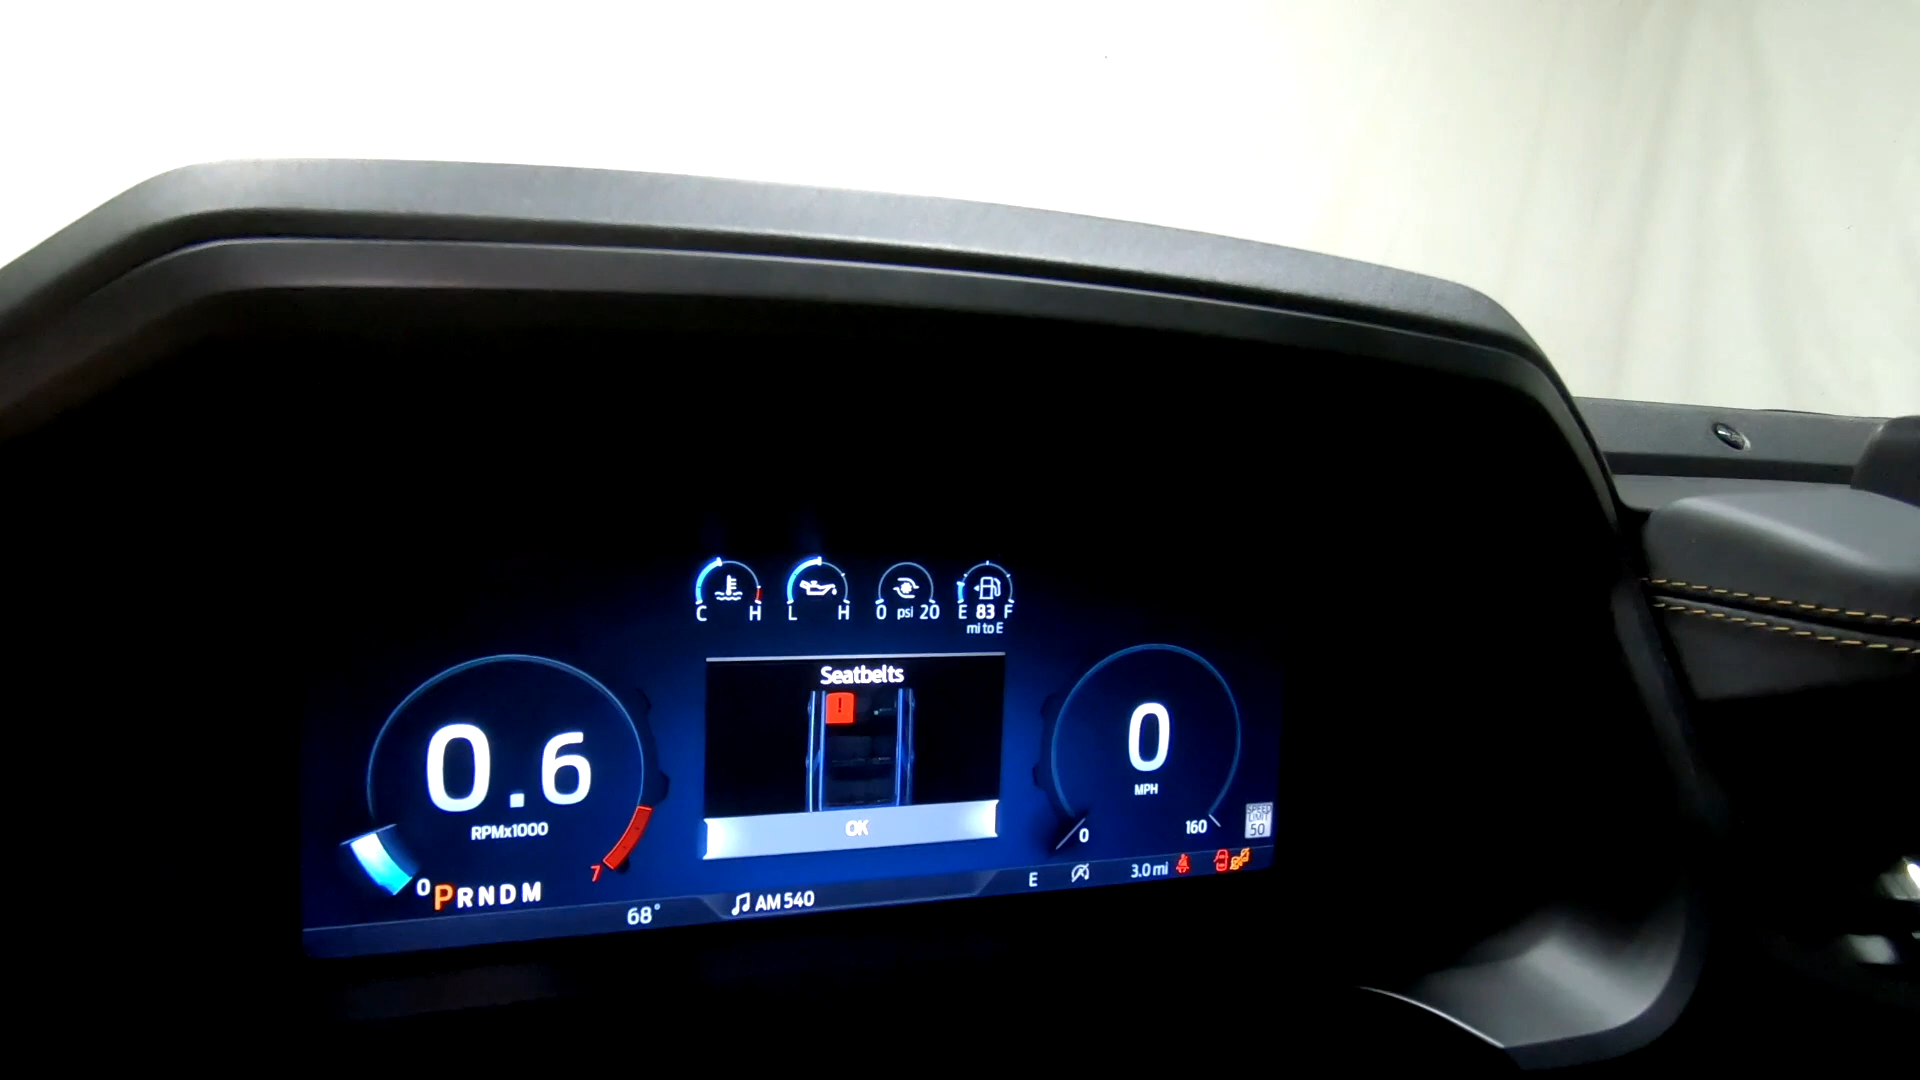 C H
L H
0 psi 20
E 83 F
mi to E
Seatbelts
!
OK
0.6
RPMx1000
0
7
PRNDM
0
MPH
0
160
SPEED
LIMIT
50
68°
AM 540
E
3.0 mi